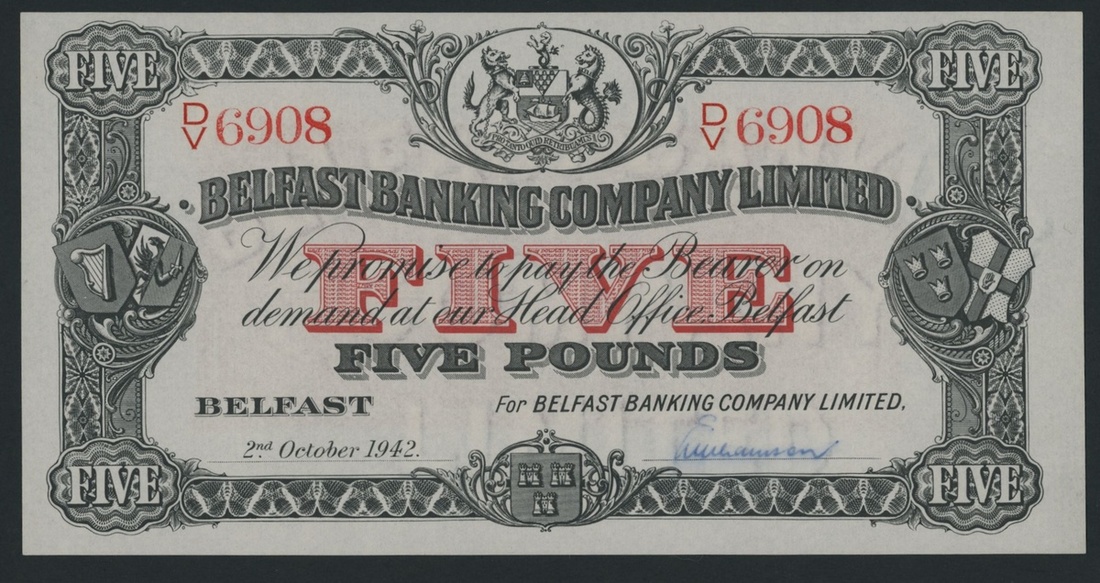 FIVE FIVE
D/V 6908 D/V 6908
BELFAST BANKING COMPANY LIMITED
We promise to pay the Bearer on
FIVE
demand at our Head Office Belfast
FIVE POUNDS
BELFAST For BELFAST BANKING COMPANY LIMITED,
2nd October 1942.
FIVE FIVE